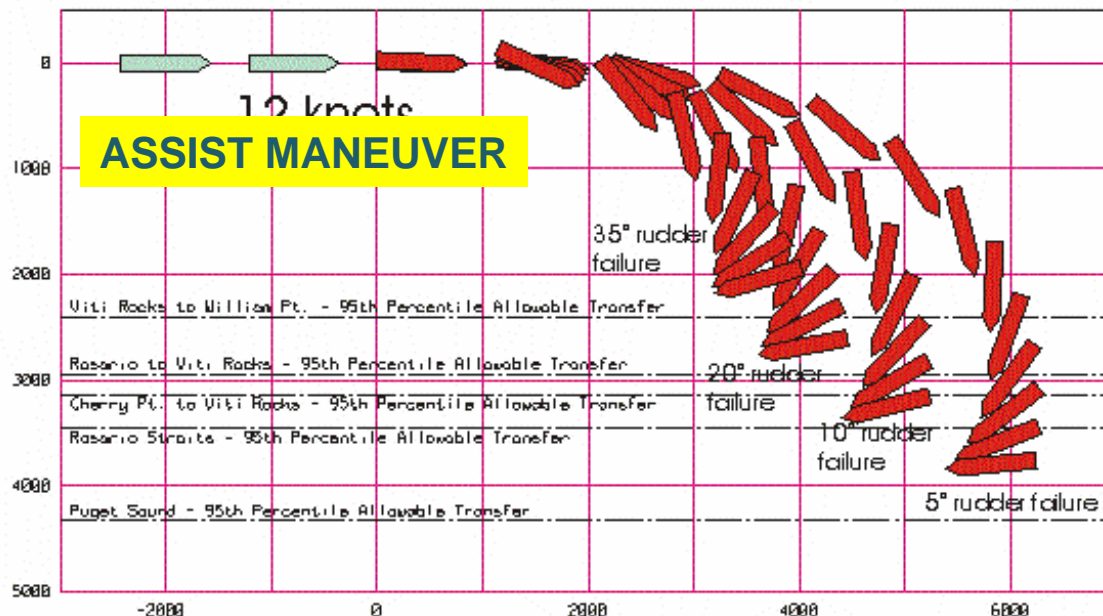 0
12 knots
ASSIST MANEUVER
1000
35° rudder
failure
2000
Viti Rocks to William Pt. - 95th Percentile Allowable Transfer
Rosario to Viti Rocks - 95th Percentile Allowable Transfer
3000
20° rudder
failure
Cherry Pt. to Viti Rocks - 95th Percentile Allowable Transfer
10° rudder
failure
Rosario Straits - 95th Percentile Allowable Transfer
4000
5° rudder failure
Puget Sound - 95th Percentile Allowable Transfer
5000
-2000 0 2000 4000 6000